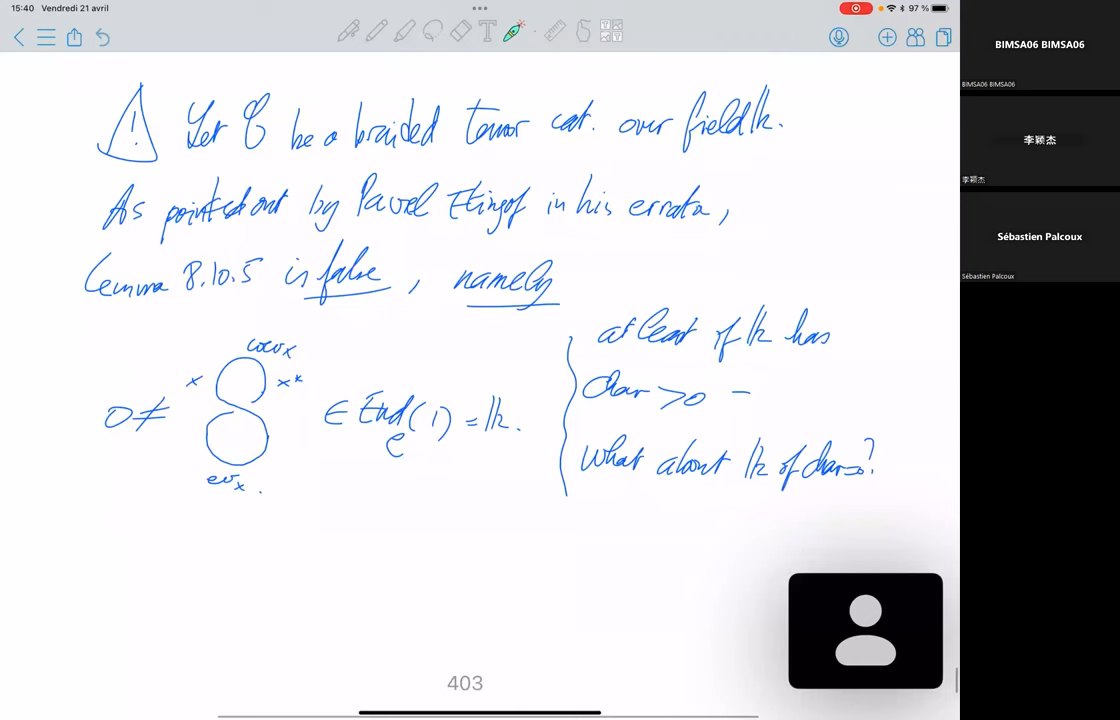 15:40 Vendredi 21 avril
97 %
! Let C be a braided tensor cat. over field k.
As pointed out by Pavel Etingof in his errata,
Lemma 8.10.5 is false, namely
coev_X
X X*
0 ≠ ∈ End_C(1) = k.
ev_X.
at least if k has
char > 0 -
What about k of char=0?
403
BIMSA06 BIMSA06
BIMSA06 BIMSA06
李颖杰
李颖杰
Sébastien Palcoux
Sébastien Palcoux